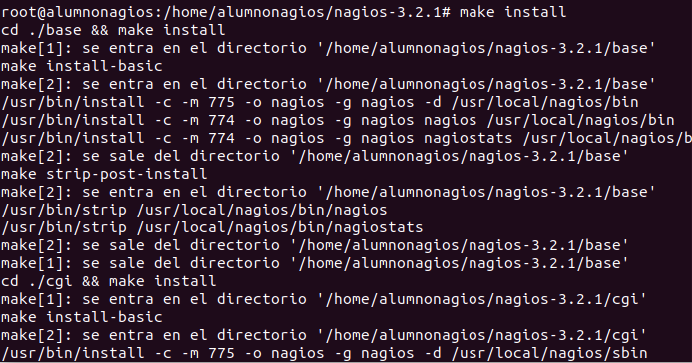 root@alumnonagios:/home/alumnonagios/nagios-3.2.1# make install
cd ./base && make install
make[1]: se entra en el directorio '/home/alumnonagios/nagios-3.2.1/base'
make install-basic
make[2]: se entra en el directorio '/home/alumnonagios/nagios-3.2.1/base'
/usr/bin/install -c -m 775 -o nagios -g nagios -d /usr/local/nagios/bin
/usr/bin/install -c -m 774 -o nagios -g nagios nagios /usr/local/nagios/bin
/usr/bin/install -c -m 774 -o nagios -g nagios nagiostats /usr/local/nagios/b
make[2]: se sale del directorio '/home/alumnonagios/nagios-3.2.1/base'
make strip-post-install
make[2]: se entra en el directorio '/home/alumnonagios/nagios-3.2.1/base'
/usr/bin/strip /usr/local/nagios/bin/nagios
/usr/bin/strip /usr/local/nagios/bin/nagiostats
make[2]: se sale del directorio '/home/alumnonagios/nagios-3.2.1/base'
make[1]: se sale del directorio '/home/alumnonagios/nagios-3.2.1/base'
cd ./cgi && make install
make[1]: se entra en el directorio '/home/alumnonagios/nagios-3.2.1/cgi'
make install-basic
make[2]: se entra en el directorio '/home/alumnonagios/nagios-3.2.1/cgi'
/usr/bin/install -c -m 775 -o nagios -g nagios -d /usr/local/nagios/sbin